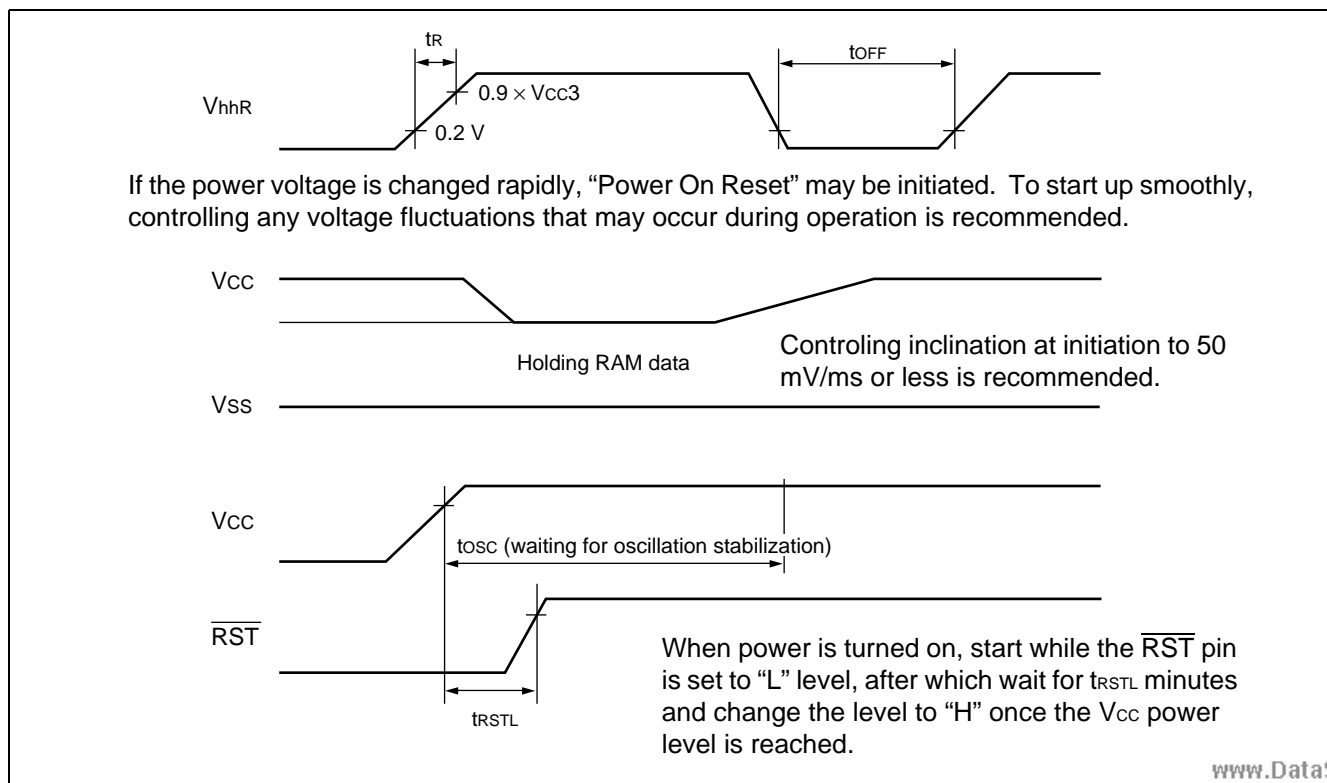 tR
tOFF
VhhR
0.9 × VCC3
0.2 V
If the power voltage is changed rapidly, “Power On Reset” may be initiated.  To start up smoothly,
controlling any voltage fluctuations that may occur during operation is recommended.
VCC
Holding RAM data
Controling inclination at initiation to 50
mV/ms or less is recommended.
VSS
VCC
tOSC (waiting for oscillation stabilization)
RST
When power is turned on, start while the RST pin
is set to “L” level, after which wait for tRSTL minutes
and change the level to “H” once the VCC power
level is reached.
tRSTL